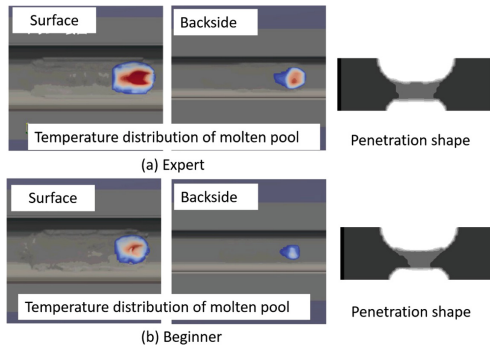 Surface
Backside
Temperature distribution of molten pool
Penetration shape
(a) Expert
Surface
Backside
Temperature distribution of molten pool
Penetration shape
(b) Beginner